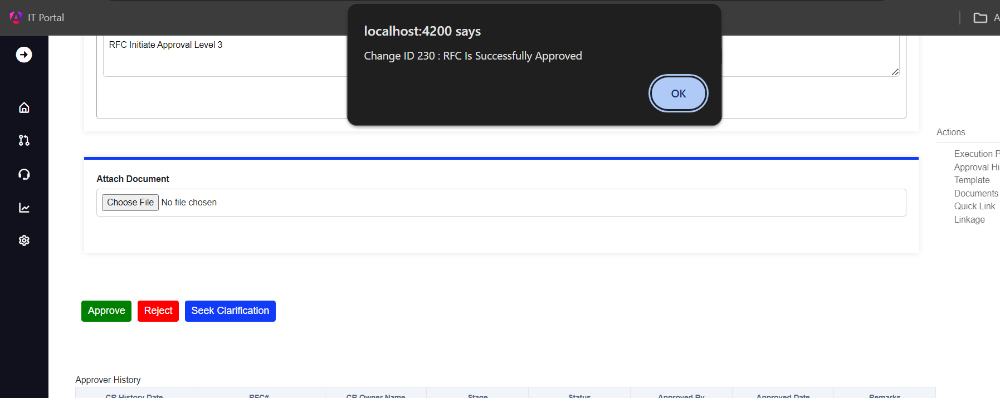 IT Portal
localhost:4200 says
Change ID 230 : RFC Is Successfully Approved
OK
RFC Initiate Approval Level 3
Actions
Execution P
Approval Hi
Template
Documents
Quick Link
Linkage
Attach Document
Choose File No file chosen
Approve Reject Seek Clarification
Approver History
CR History Date RFC# CR Owner Name Stage Status Approved By Approved Date Remarks